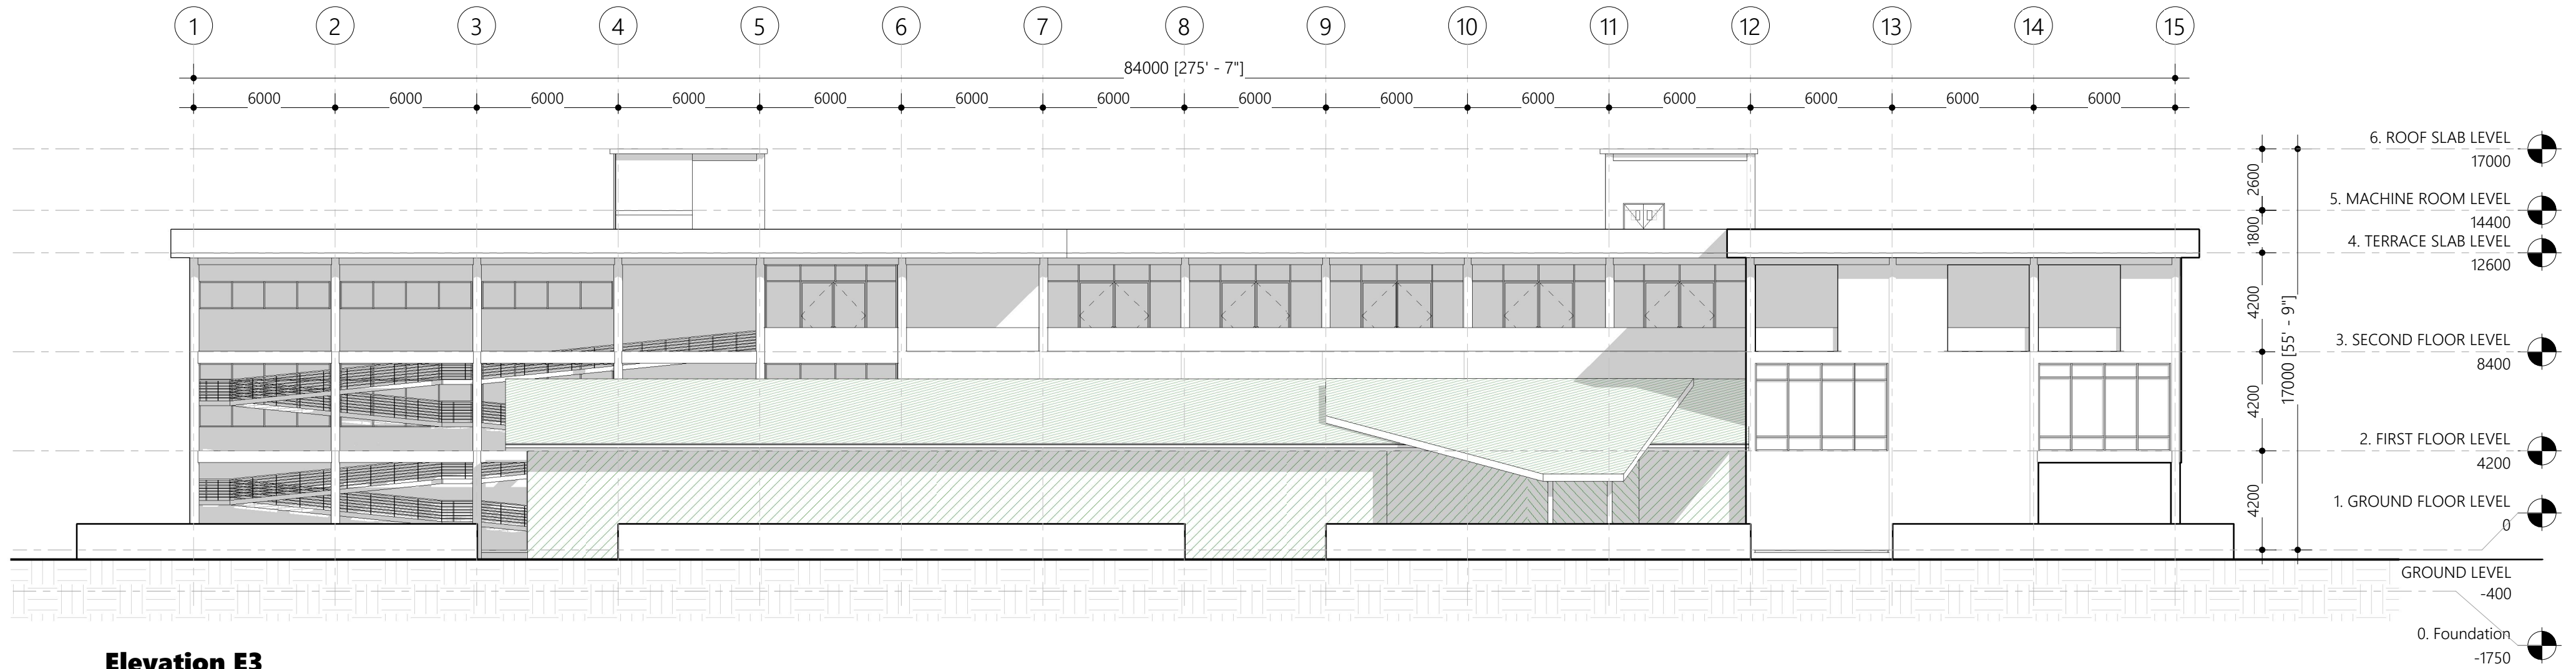 1 2 3 4 5 6 7 8 9 10 11 12 13 14 15
84000 [275' - 7"]
6000 6000 6000 6000 6000 6000 6000 6000 6000 6000 6000 6000 6000 6000
6. ROOF SLAB LEVEL
17000
2600
5. MACHINE ROOM LEVEL
14400
1800
4. TERRACE SLAB LEVEL
12600
4200
17000 [55' - 9"]
3. SECOND FLOOR LEVEL
8400
4200
2. FIRST FLOOR LEVEL
4200
4200
1. GROUND FLOOR LEVEL
0
GROUND LEVEL
-400
0. Foundation
-1750
Elevation E3